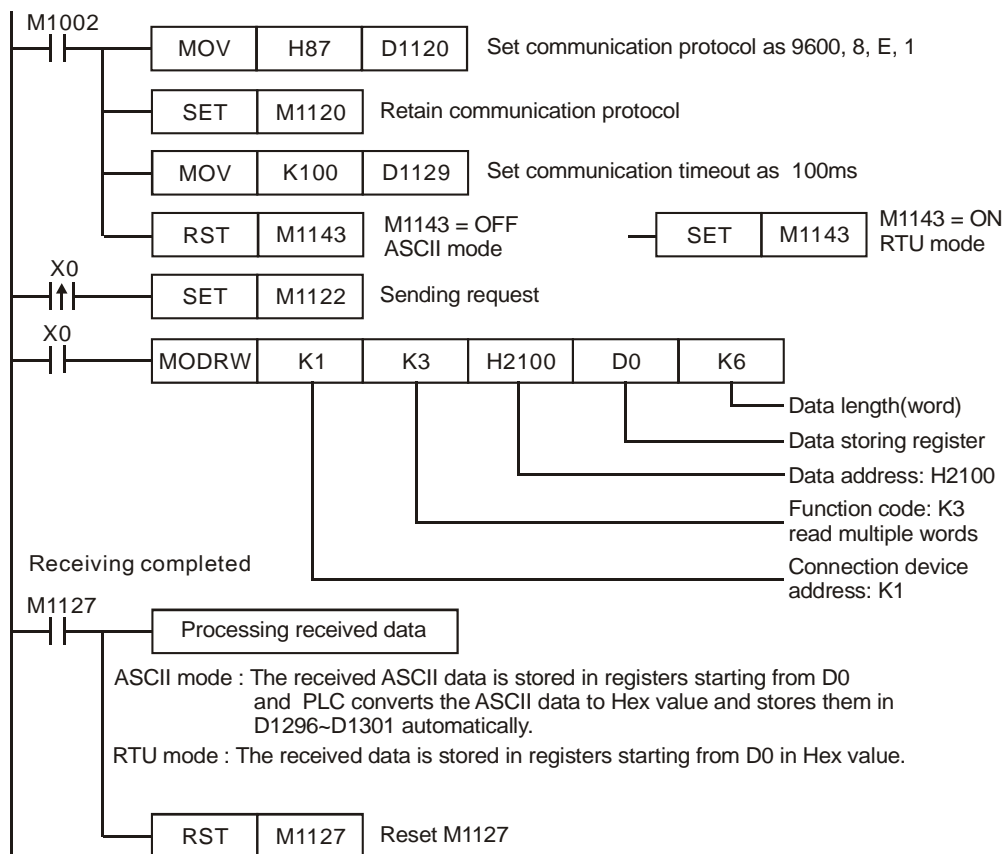 M1002
MOV H87 D1120 Set communication protocol as 9600, 8, E, 1
SET M1120 Retain communication protocol
MOV K100 D1129 Set communication timeout as 100ms
RST M1143 M1143 = OFF
ASCII mode
SET M1143 M1143 = ON
RTU mode
X0
SET M1122 Sending request
X0
MODRW K1 K3 H2100 D0 K6
Data length(word)
Data storing register
Data address: H2100
Function code: K3
read multiple words
Connection device
address: K1
Receiving completed
M1127
Processing received data
ASCII mode : The received ASCII data is stored in registers starting from D0
and PLC converts the ASCII data to Hex value and stores them in
D1296~D1301 automatically.
RTU mode : The received data is stored in registers starting from D0 in Hex value.
RST M1127 Reset M1127